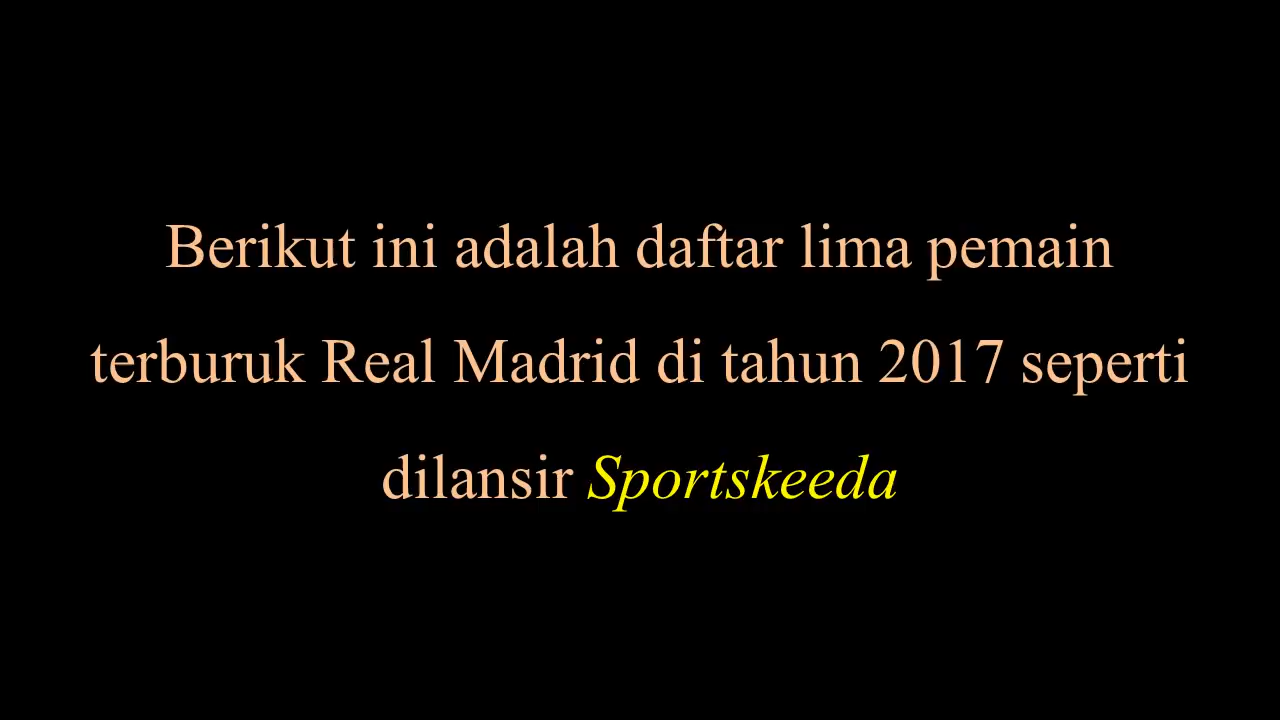 Berikut ini adalah daftar lima pemain
terburuk Real Madrid di tahun 2017 seperti
dilansir Sportskeeda